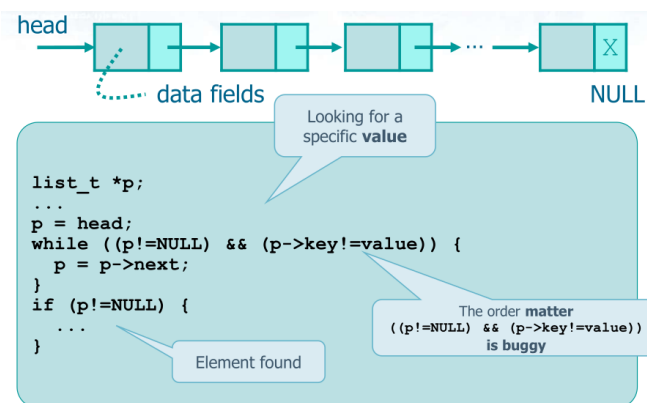 head
X
...
data fields
NULL
Looking for a
specific value
list_t *p;
...
p = head;
while ((p!=NULL) && (p->key!=value)) {
p = p->next;
}
if (p!=NULL) {
...
}
The order matter
((p!=NULL) && (p->key!=value))
is buggy
Element found